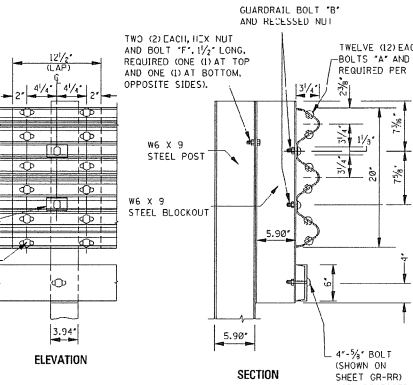 GUARDRAIL BOLT "B"
AND RECESSED NUT
TWO (2) EACH, HEX NUT
AND BOLT "F", 1½" LONG,
REQUIRED (ONE (1) AT TOP
AND ONE (1) AT BOTTOM,
OPPOSITE SIDES).
TWELVE (12) EAC
BOLTS "A" AND
REQUIRED PER
12½"
(LAP)
℄
2"
4¼"
4¼"
2"
3¼"
2⅜"
W6 X 9
STEEL POST
3¼"
1⅓"
7⅝"
3¼"
20"
7⅝"
W6 X 9
STEEL BLOCKOUT
5.90"
6"
4"
3.94"
5.90"
4"-⅝" BOLT
(SHOWN ON
SHEET GR-RR)
ELEVATION
SECTION